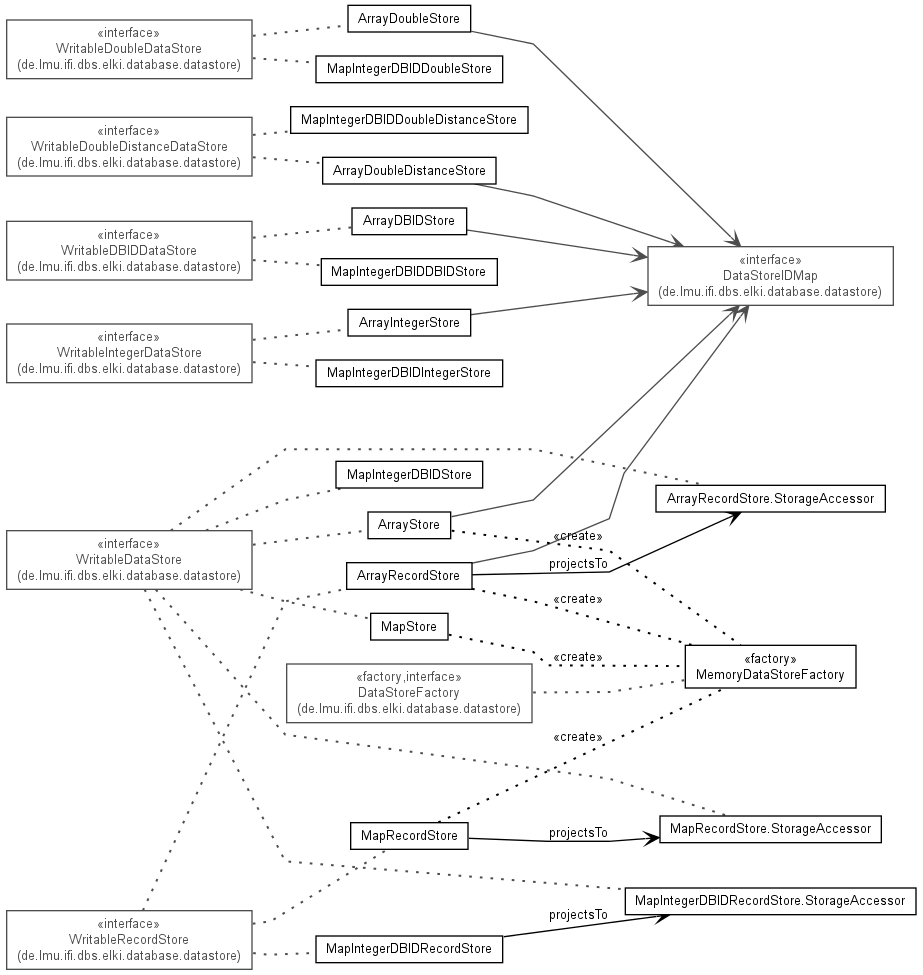 «interface»
WritableDoubleDataStore
(de.lmu.ifi.dbs.elki.database.datastore)
ArrayDoubleStore
MapIntegerDBIDDoubleStore
«interface»
WritableDoubleDistanceDataStore
(de.lmu.ifi.dbs.elki.database.datastore)
MapIntegerDBIDDoubleDistanceStore
ArrayDoubleDistanceStore
«interface»
WritableDBIDDataStore
(de.lmu.ifi.dbs.elki.database.datastore)
ArrayDBIDStore
MapIntegerDBIDDBIDStore
«interface»
DataStoreIDMap
(de.lmu.ifi.dbs.elki.database.datastore)
«interface»
WritableIntegerDataStore
(de.lmu.ifi.dbs.elki.database.datastore)
ArrayIntegerStore
MapIntegerDBIDIntegerStore
MapIntegerDBIDStore
ArrayRecordStore.StorageAccessor
ArrayStore
«create»
«interface»
WritableDataStore
(de.lmu.ifi.dbs.elki.database.datastore)
ArrayRecordStore
projectsTo
«create»
MapStore
«create»
«factory»
MemoryDataStoreFactory
«factory,interface»
DataStoreFactory
(de.lmu.ifi.dbs.elki.database.datastore)
«create»
MapRecordStore
projectsTo
MapRecordStore.StorageAccessor
MapIntegerDBIDRecordStore.StorageAccessor
«interface»
WritableRecordStore
(de.lmu.ifi.dbs.elki.database.datastore)
projectsTo
MapIntegerDBIDRecordStore